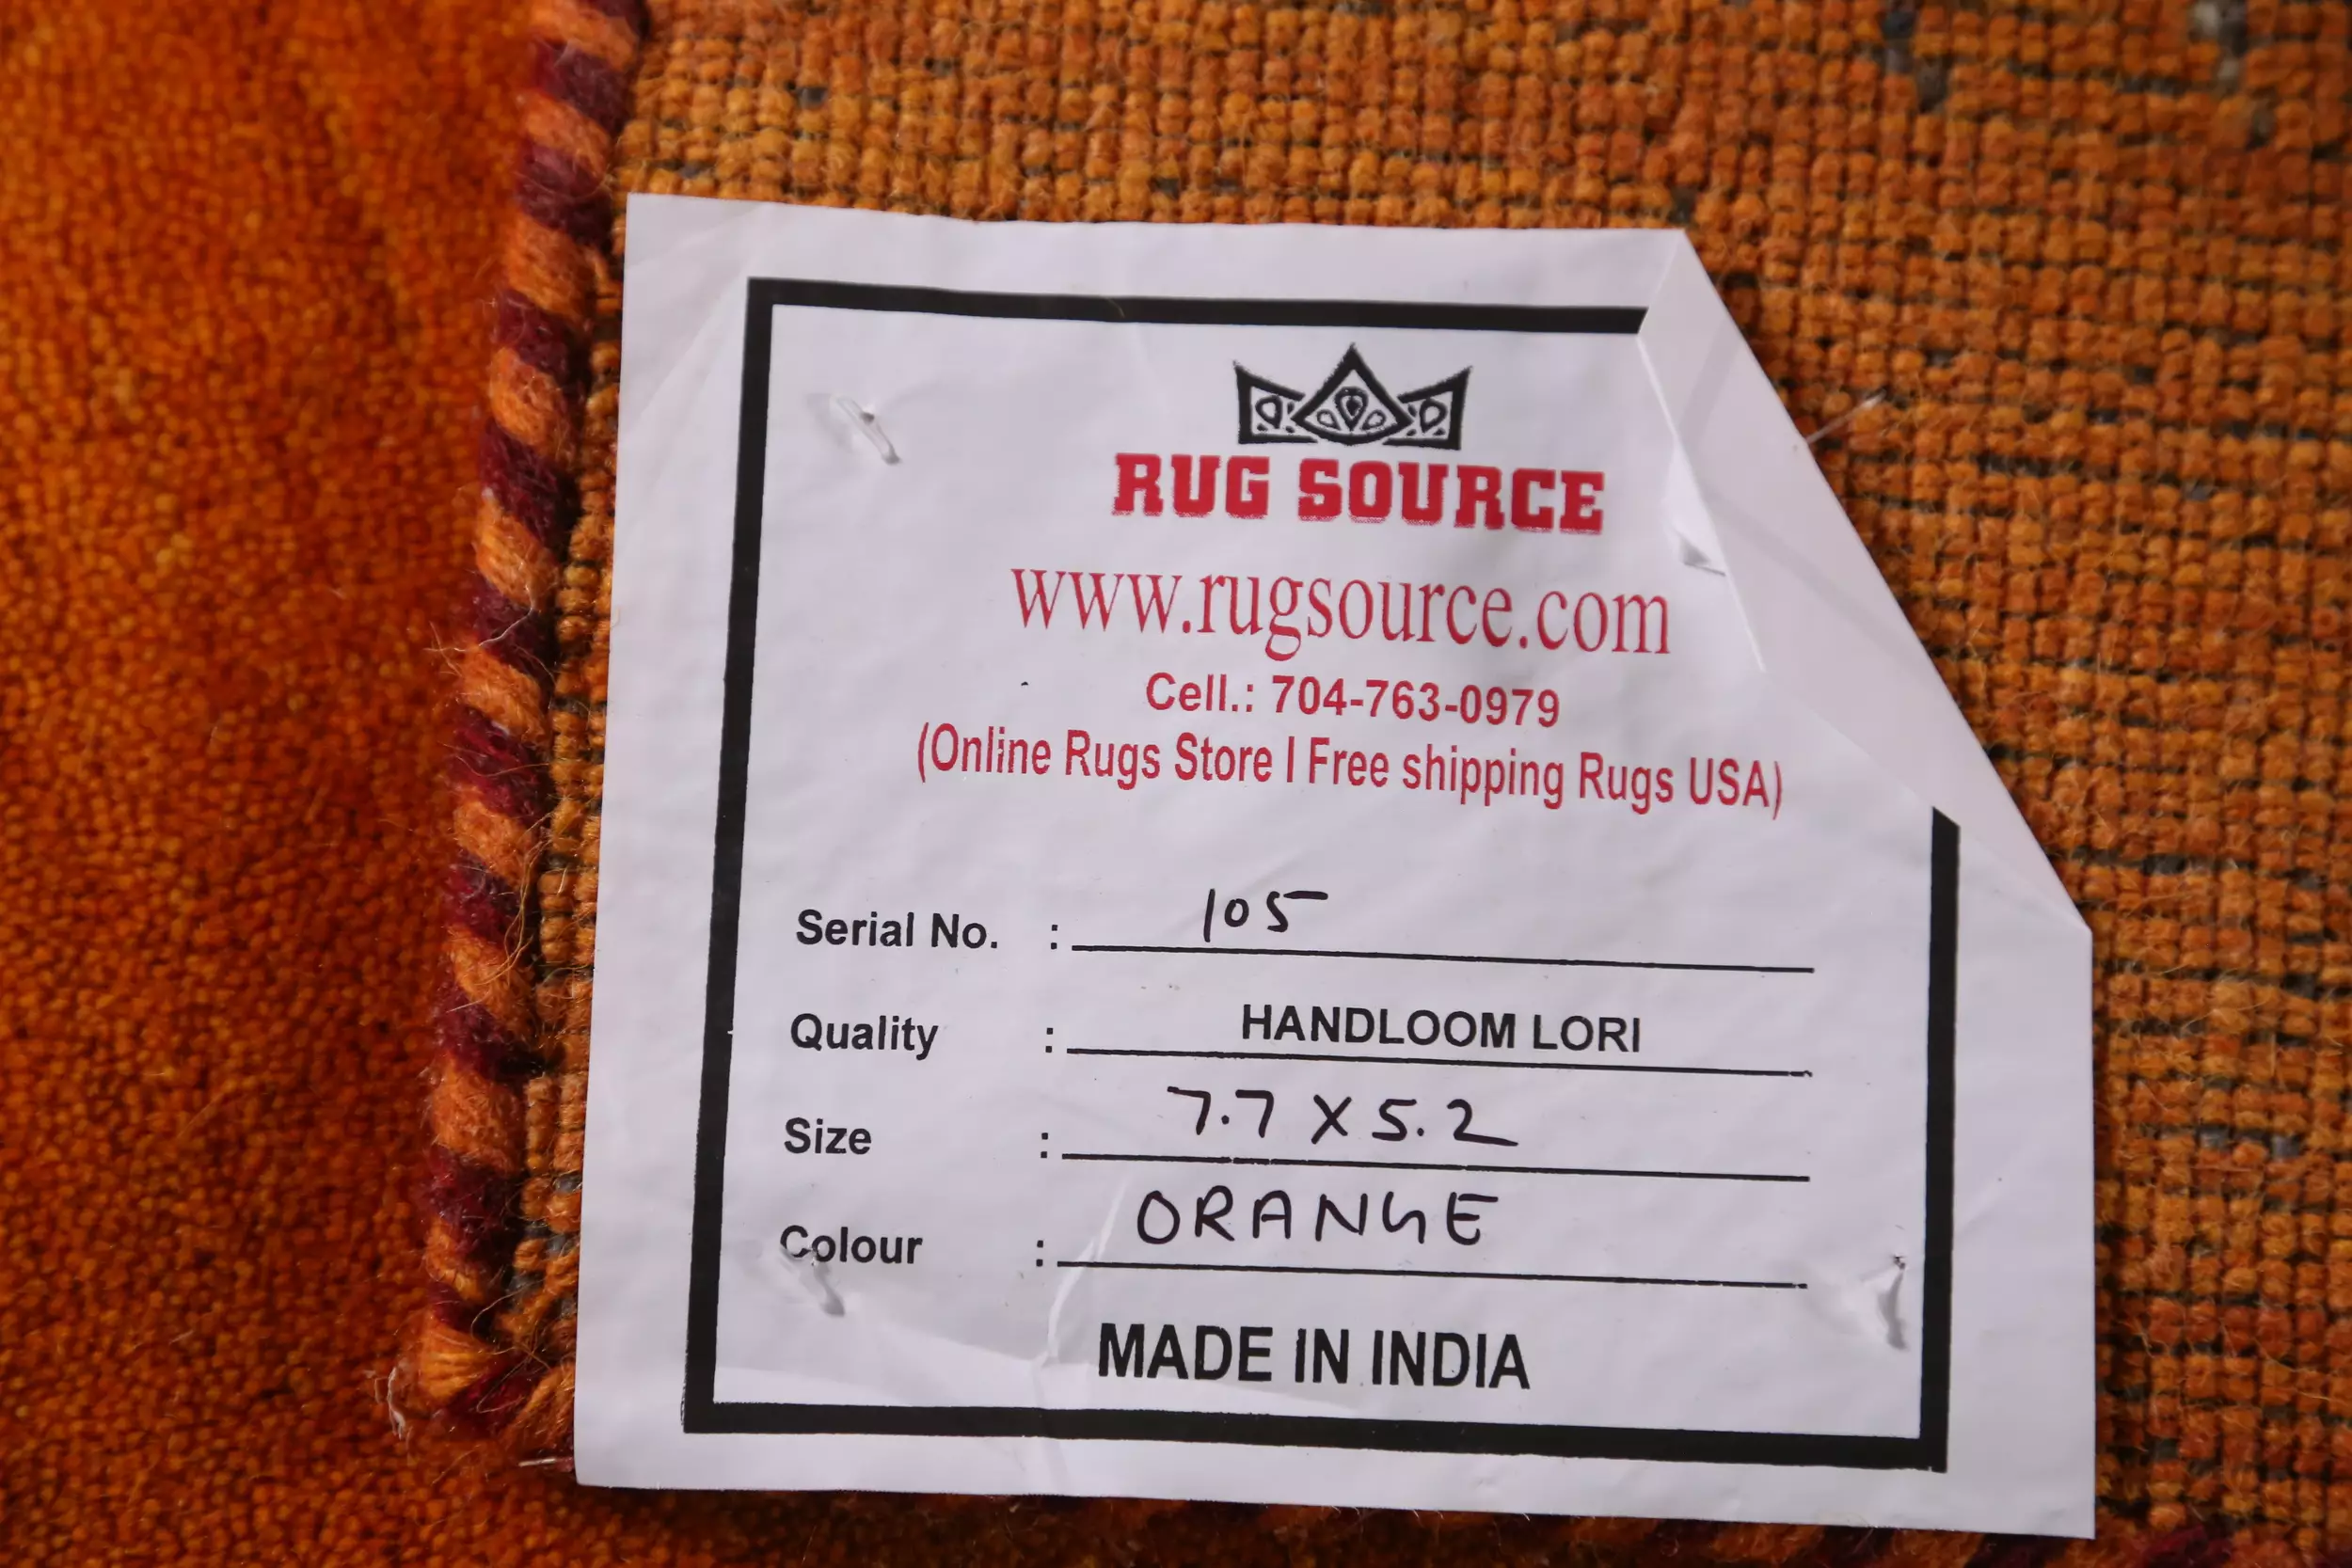 RUG SOURCE
www.rugsource.com
Cell.: 704-763-0979
(Online Rugs Store I Free shipping Rugs USA)
Serial No. : 105
Quality : HANDLOOM LORI
Size : 7.7 X 5.2
Colour : ORANGE
MADE IN INDIA